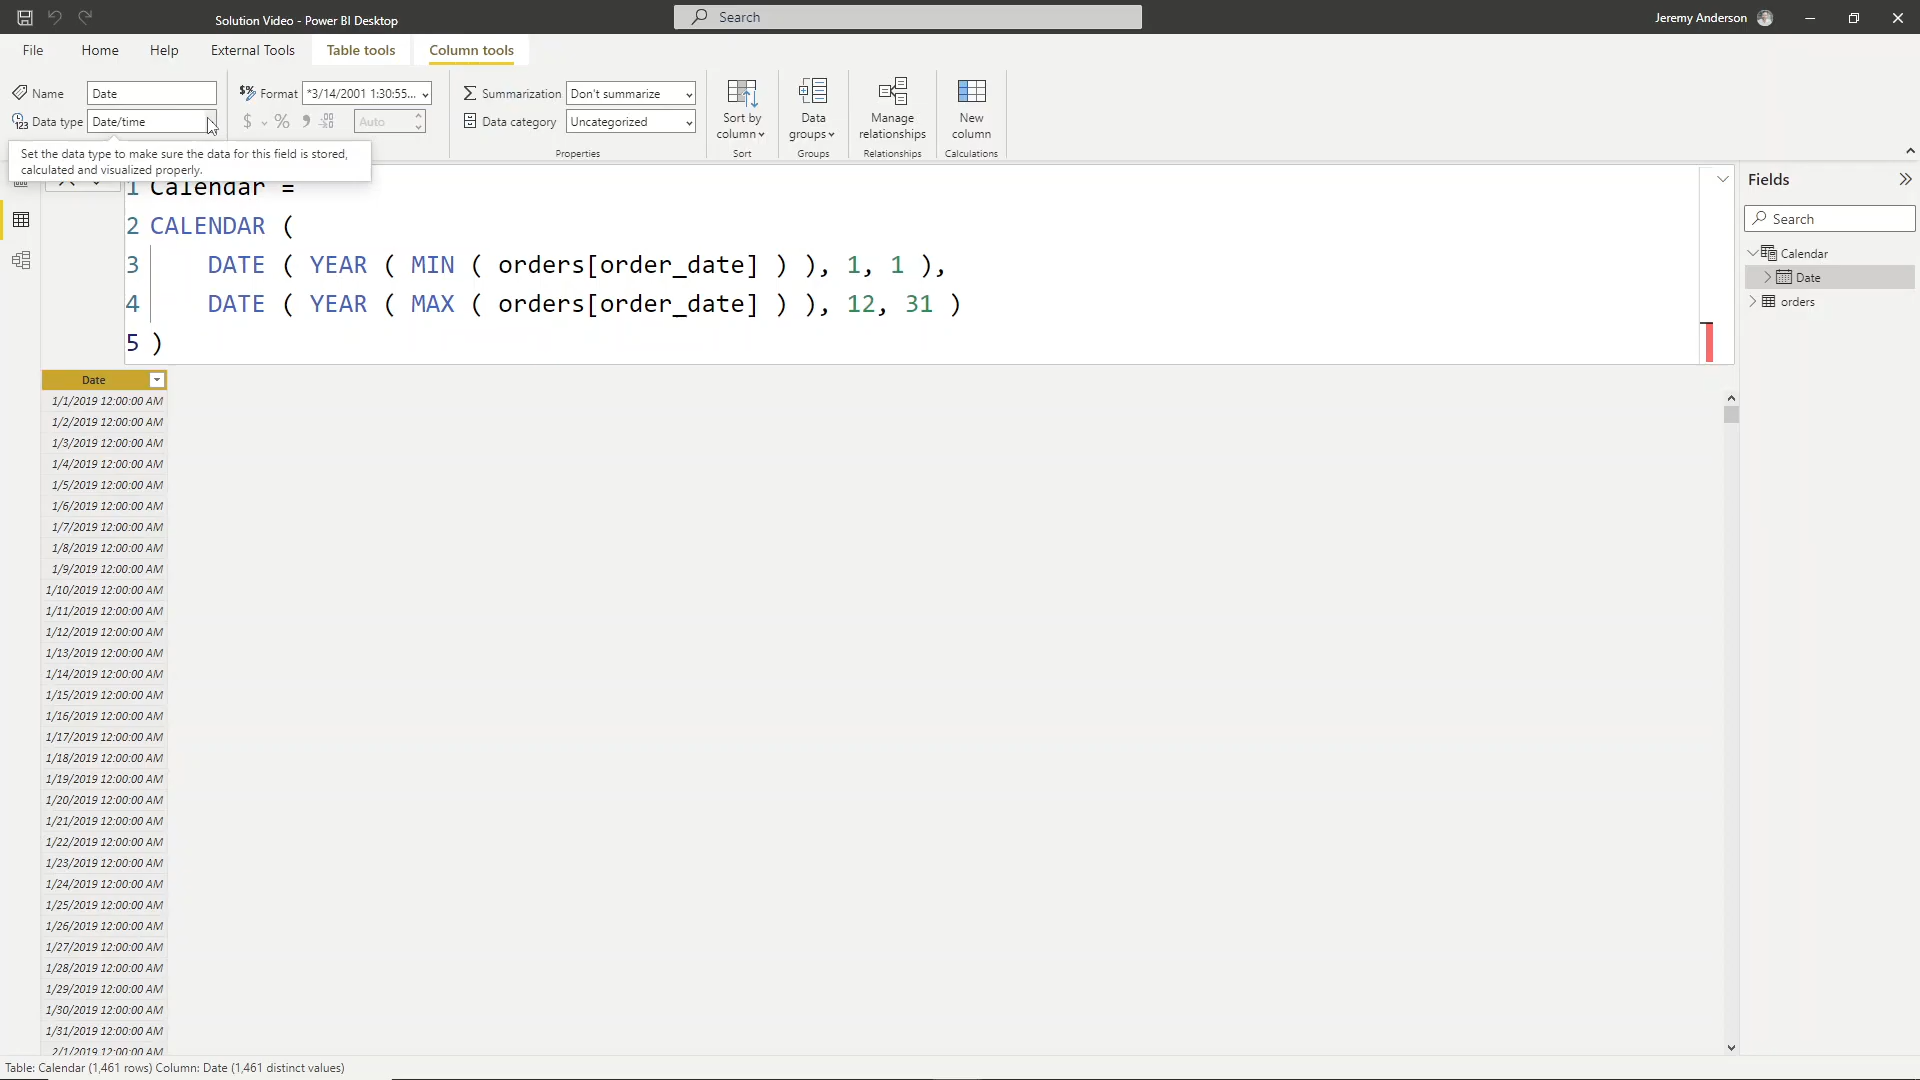 Solution Video - Power BI Desktop
Search
Jeremy Anderson
File
Home
Help
External Tools
Table tools
Column tools
Name
Date
Format
*3/14/2001 1:30:55...
Summarization
Don't summarize
Data type
Date/time
$ % 9
Auto
Data category
Uncategorized
Sort by column
Data groups
Manage relationships
New column
Properties
Sort
Groups
Relationships
Calculations
Set the data type to make sure the data for this field is stored,
calculated and visualized properly.
1 Calendar =
2 CALENDAR (
3 DATE ( YEAR ( MIN ( orders[order_date] ) ), 1, 1 ),
4 DATE ( YEAR ( MAX ( orders[order_date] ) ), 12, 31 )
5 )
Fields
Search
Calendar
Date
orders
Date
1/1/2019 12:00:00 AM
1/2/2019 12:00:00 AM
1/3/2019 12:00:00 AM
1/4/2019 12:00:00 AM
1/5/2019 12:00:00 AM
1/6/2019 12:00:00 AM
1/7/2019 12:00:00 AM
1/8/2019 12:00:00 AM
1/9/2019 12:00:00 AM
1/10/2019 12:00:00 AM
1/11/2019 12:00:00 AM
1/12/2019 12:00:00 AM
1/13/2019 12:00:00 AM
1/14/2019 12:00:00 AM
1/15/2019 12:00:00 AM
1/16/2019 12:00:00 AM
1/17/2019 12:00:00 AM
1/18/2019 12:00:00 AM
1/19/2019 12:00:00 AM
1/20/2019 12:00:00 AM
1/21/2019 12:00:00 AM
1/22/2019 12:00:00 AM
1/23/2019 12:00:00 AM
1/24/2019 12:00:00 AM
1/25/2019 12:00:00 AM
1/26/2019 12:00:00 AM
1/27/2019 12:00:00 AM
1/28/2019 12:00:00 AM
1/29/2019 12:00:00 AM
1/30/2019 12:00:00 AM
1/31/2019 12:00:00 AM
2/1/2019 12:00:00 AM
Table: Calendar (1,461 rows) Column: Date (1,461 distinct values)